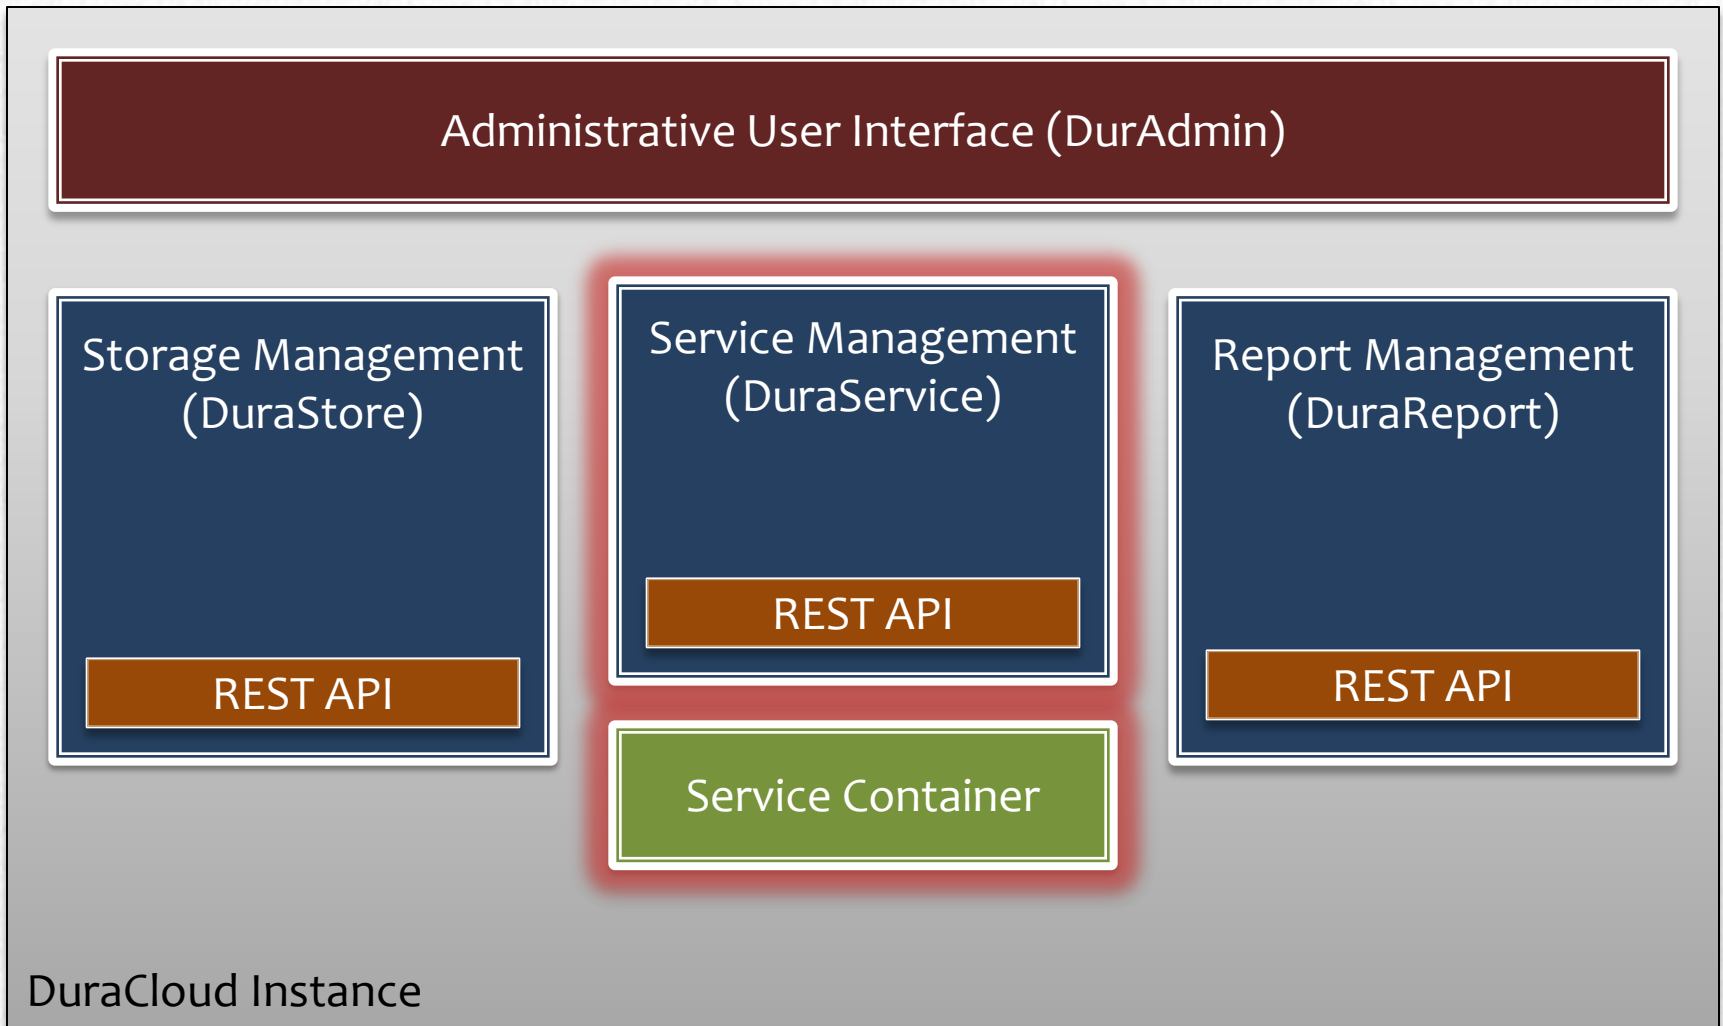 Administrative User Interface (DurAdmin)
Storage Management
(DuraStore)
REST API
Service Management
(DuraService)
REST API
Service Container
Report Management
(DuraReport)
REST API
DuraCloud Instance